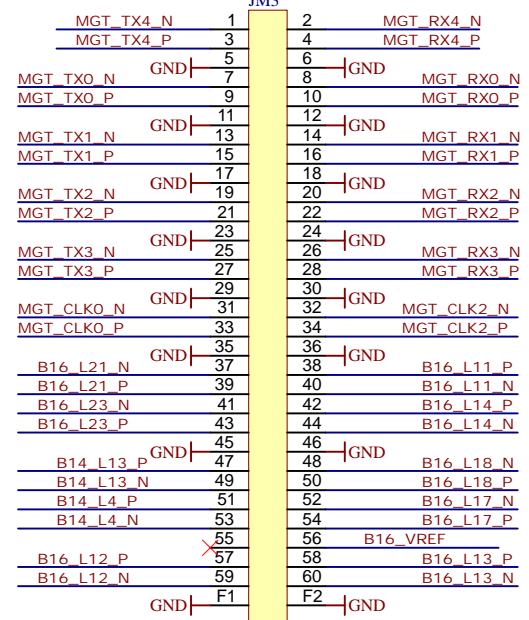 JM3
MGT_TX4_N 1 2 MGT_RX4_N
MGT_TX4_P 3 4 MGT_RX4_P
GND 5 6 GND
MGT_TX0_N 7 8 MGT_RX0_N
MGT_TX0_P 9 10 MGT_RX0_P
GND 11 12 GND
MGT_TX1_N 13 14 MGT_RX1_N
MGT_TX1_P 15 16 MGT_RX1_P
GND 17 18 GND
MGT_TX2_N 19 20 MGT_RX2_N
MGT_TX2_P 21 22 MGT_RX2_P
GND 23 24 GND
MGT_TX3_N 25 26 MGT_RX3_N
MGT_TX3_P 27 28 MGT_RX3_P
GND 29 30 GND
MGT_CLK0_N 31 32 MGT_CLK2_N
MGT_CLK0_P 33 34 MGT_CLK2_P
GND 35 36 GND
B16_L21_N 37 38 B16_L11_P
B16_L21_P 39 40 B16_L11_N
B16_L23_N 41 42 B16_L14_P
B16_L23_P 43 44 B16_L14_N
GND 45 46 GND
B14_L13_P 47 48 B16_L18_N
B14_L13_N 49 50 B16_L18_P
B14_L4_P 51 52 B16_L17_N
B14_L4_N 53 54 B16_L17_P
55 56 B16_VREF
B16_L12_P 57 58 B16_L13_P
B16_L12_N 59 60 B16_L13_N
GND F1 F2 GND